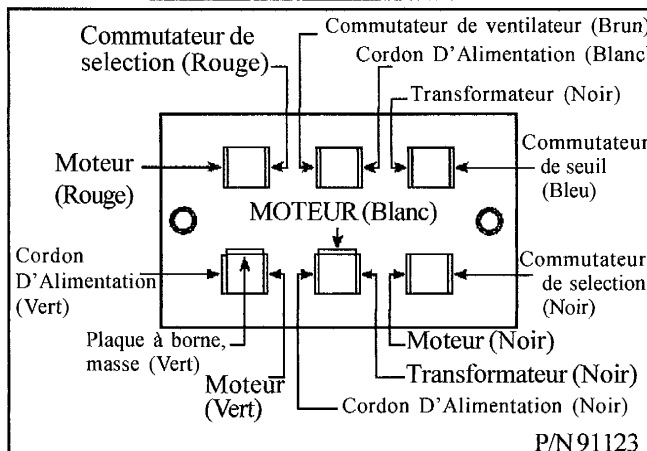 Commutateur de ventilateur (Brun)
Commutateur de
selection (Rouge)
Cordon D'Alimentation (Blanc)
Transformateur (Noir)
Moteur
(Rouge)
Commutateur
de seuil
(Bleu)
MOTEUR (Blanc)
Cordon
D'Alimentation
(Vert)
Commutateur
de selection
(Noir)
Plaque à borne,
masse (Vert)
Moteur (Noir)
Moteur
(Vert)
Transformateur (Noir)
Cordon D'Alimentation (Noir)
P/N 91123